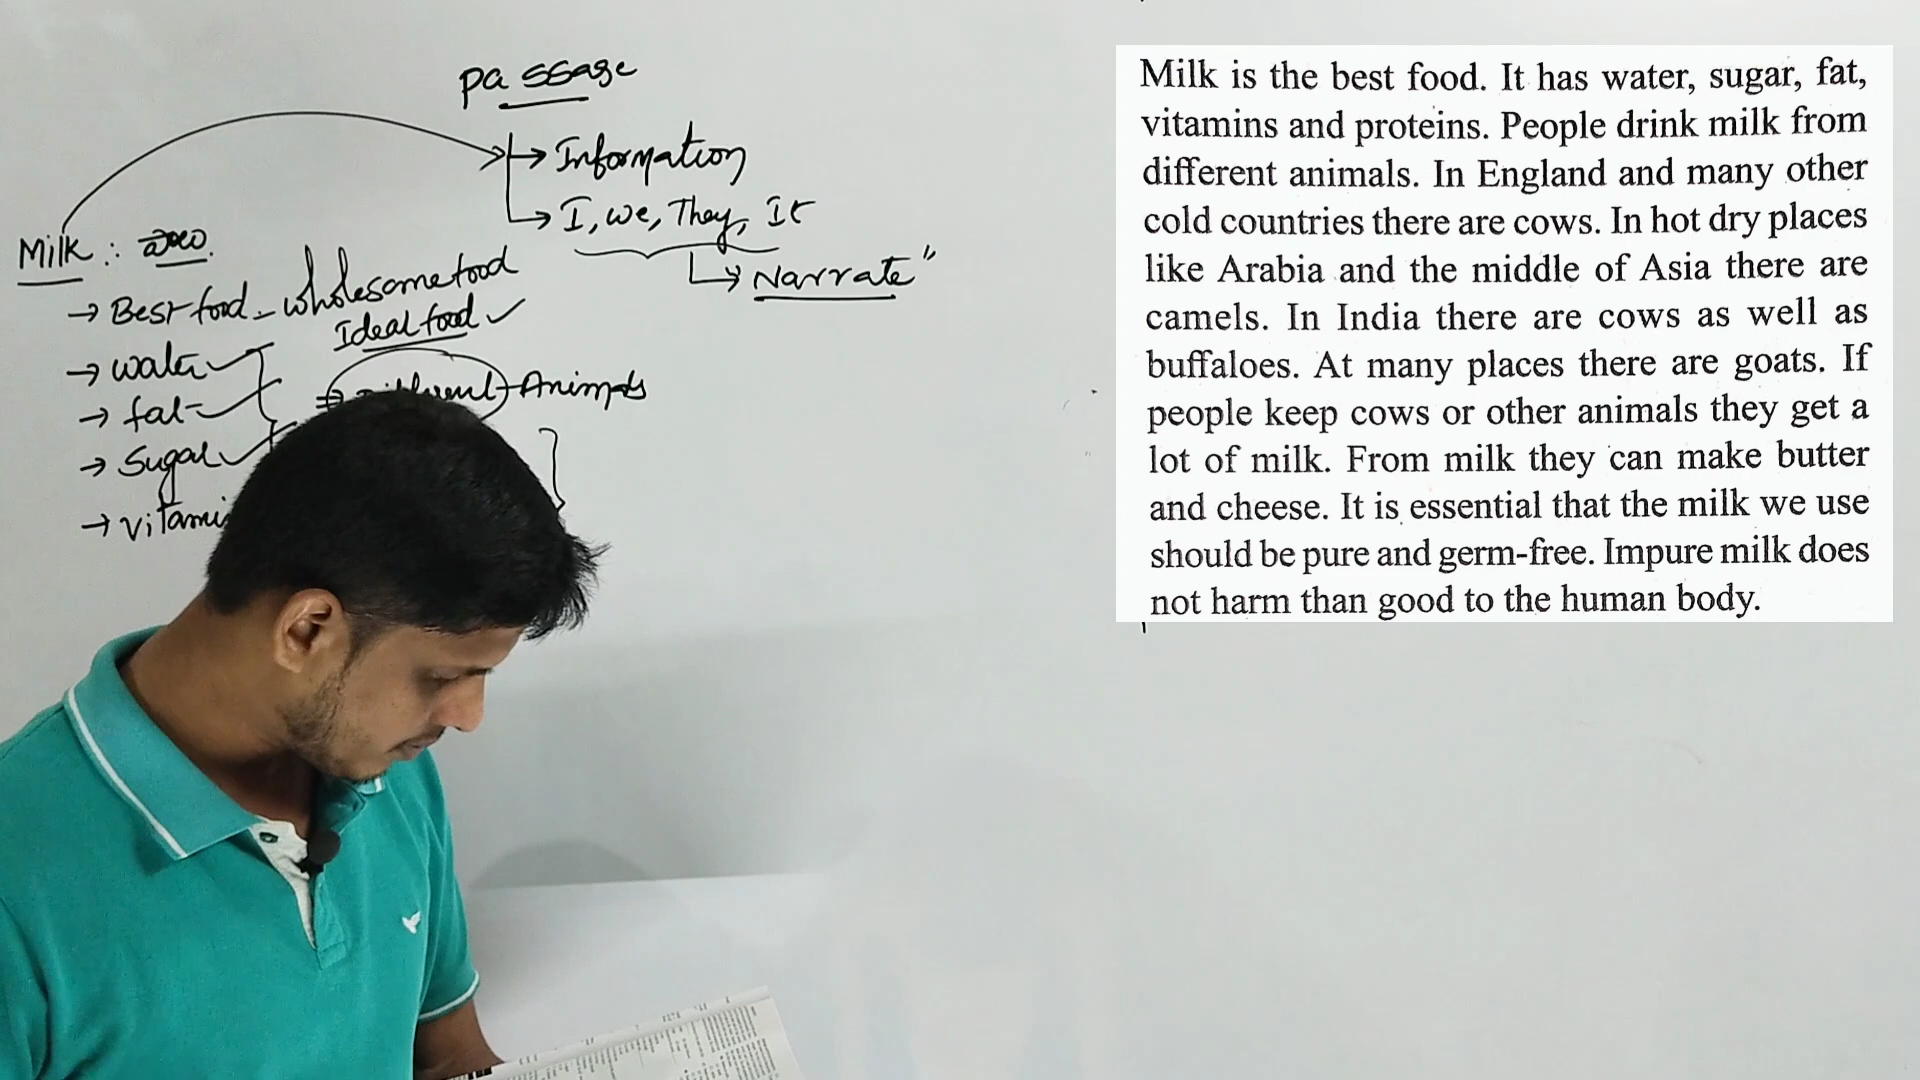 passage
→ Information
→ I, we, They, It
→ Narrate"
Milk :
→ Best food - wholesome food
Ideal food ✓
→ water
→ fat
→ Sugar
→ Animals
Milk is the best food. It has water, sugar, fat,
vitamins and proteins. People drink milk from
different animals. In England and many other
cold countries there are cows. In hot dry places
like Arabia and the middle of Asia there are
camels. In India there are cows as well as
buffaloes. At many places there are goats. If
people keep cows or other animals they get a
lot of milk. From milk they can make butter
and cheese. It is essential that the milk we use
should be pure and germ-free. Impure milk does
not harm than good to the human body.